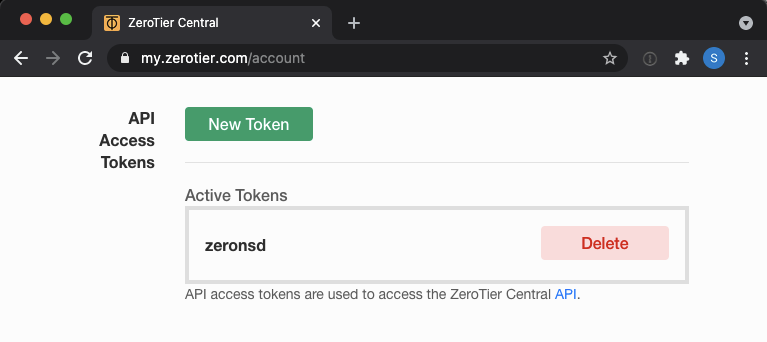 ZeroTier Central
my.zerotier.com/account
S
API
Access
Tokens
New Token
Active Tokens
zeronsd
Delete
API access tokens are used to access the ZeroTier Central API.